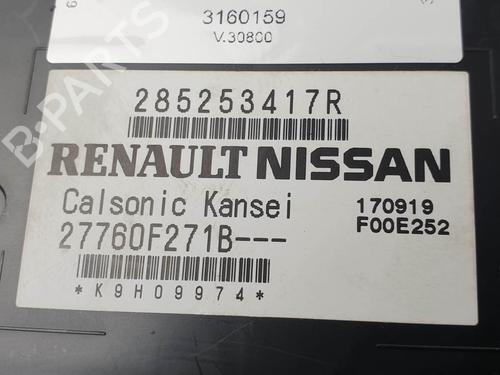 3160159
V.30800
285253417R
RENAULT NISSAN
Calsonic Kansei 170919
27760F271B--- F00E252
*K9H09974*
B-PARTS